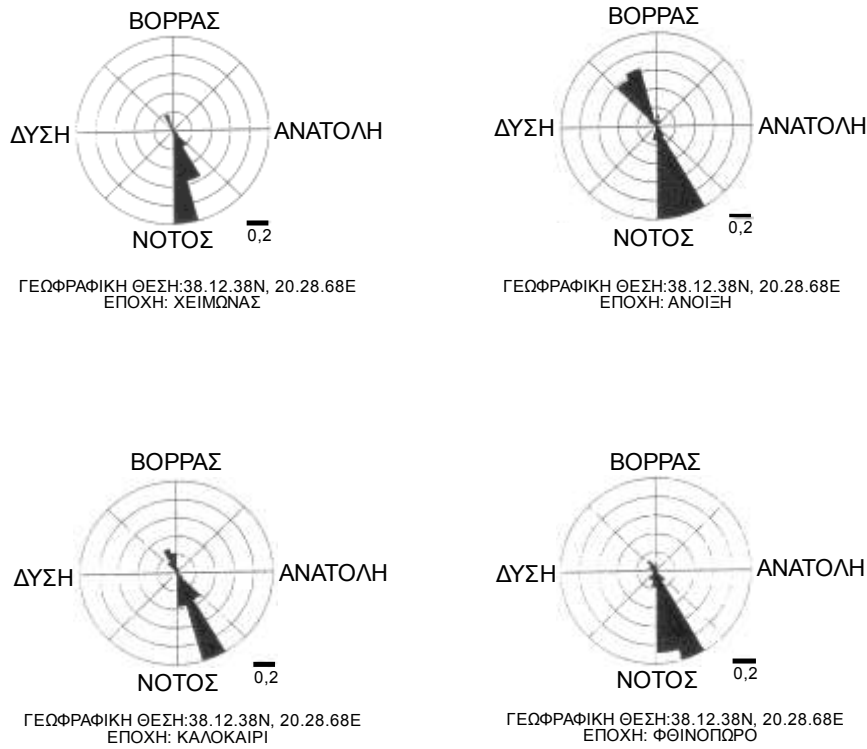 ΒΟΡΡΑΣ
ΔΥΣΗ
ΑΝΑΤΟΛΗ
ΝΟΤΟΣ
0,2
ΓΕΩΦΡΑΦΙΚΗ ΘΕΣΗ:38.12.38N, 20.28.68E
ΕΠΟΧΗ: ΧΕΙΜΩΝΑΣ
ΒΟΡΡΑΣ
ΔΥΣΗ
ΑΝΑΤΟΛΗ
ΝΟΤΟΣ
0,2
ΓΕΩΦΡΑΦΙΚΗ ΘΕΣΗ:38.12.38N, 20.28.68E
ΕΠΟΧΗ: ΑΝΟΙΞΗ
ΒΟΡΡΑΣ
ΔΥΣΗ
ΑΝΑΤΟΛΗ
ΝΟΤΟΣ
0,2
ΓΕΩΦΡΑΦΙΚΗ ΘΕΣΗ:38.12.38N, 20.28.68E
ΕΠΟΧΗ: ΚΑΛΟΚΑΙΡΙ
ΒΟΡΡΑΣ
ΔΥΣΗ
ΑΝΑΤΟΛΗ
ΝΟΤΟΣ
0,2
ΓΕΩΦΡΑΦΙΚΗ ΘΕΣΗ:38.12.38N, 20.28.68E
ΕΠΟΧΗ: ΦΘΙΝΟΠΩΡΟ